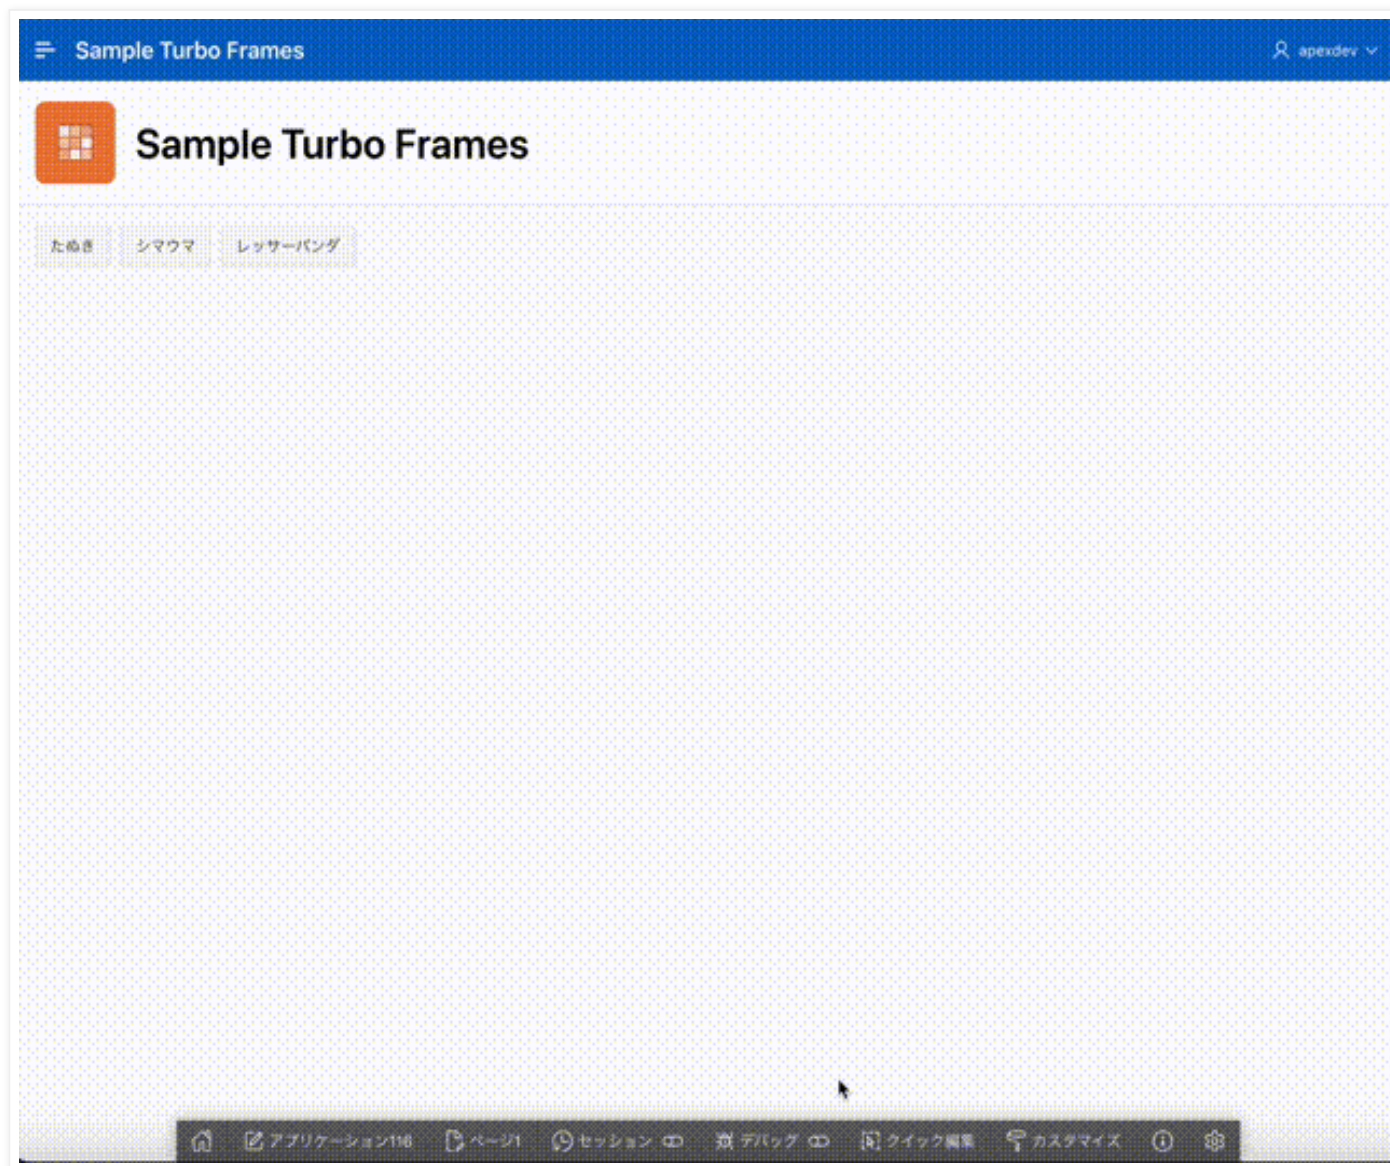 Sample Turbo Frames
apexdev
Sample Turbo Frames
たぬき シマウマ レッサーパンダ
アプリケーション116 ページ1 セッション デバッグ クイック編集 カスタマイズ